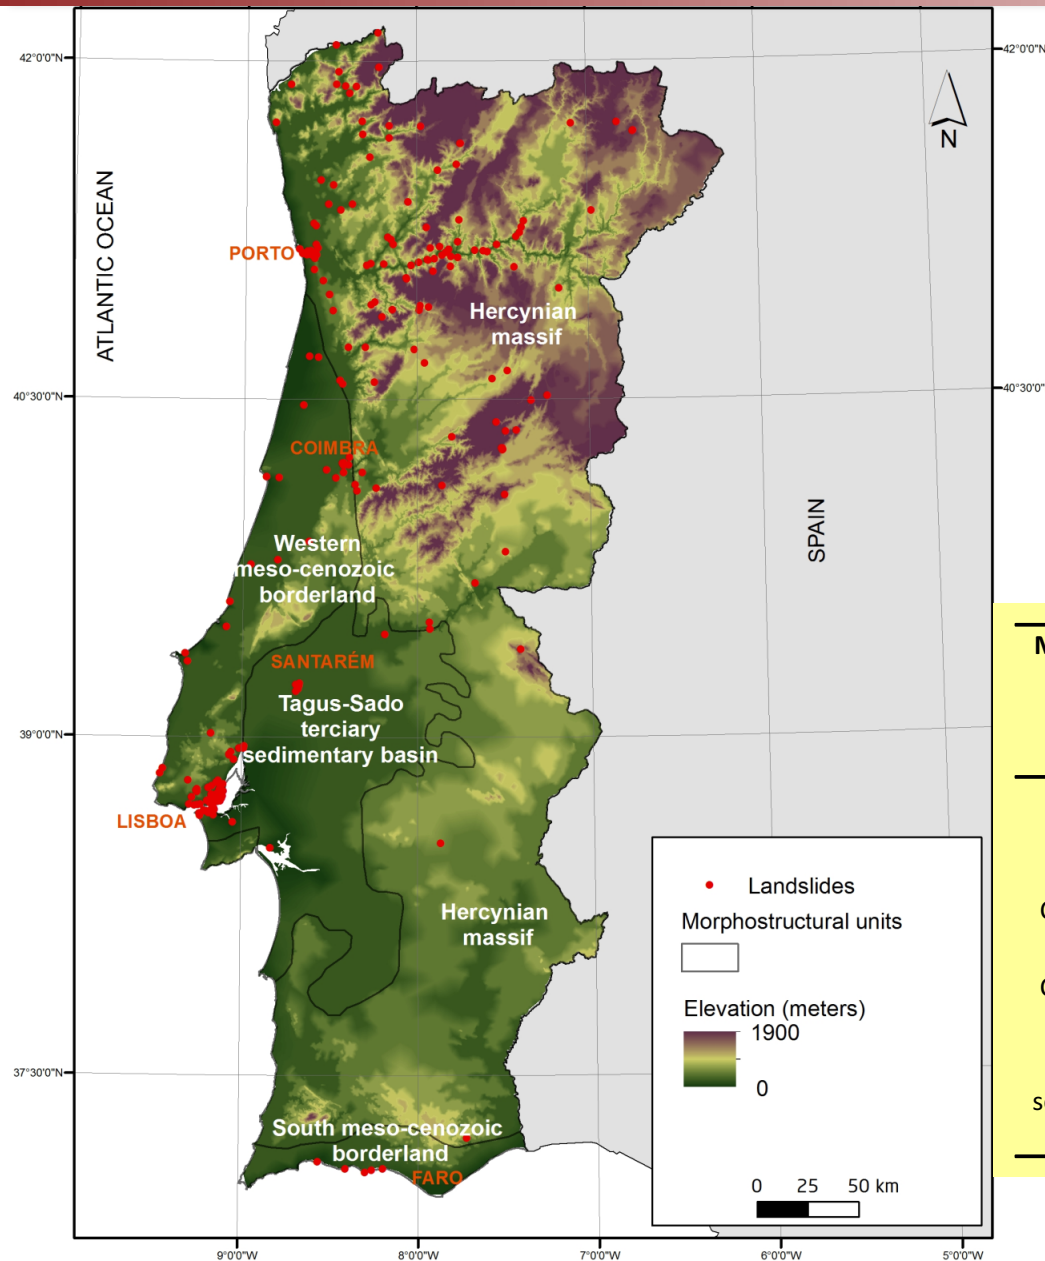 42°0'0"N
42°0'0"N
N
ATLANTIC OCEAN
PORTO
Hercynian
massif
40°30'0"N
40°30'0"
COIMBRA
SPAIN
Western
meso-cenozoic
borderland
SANTARÉM
Tagus-Sado
terciary
sedimentary basin
39°0'0"N
LISBOA
Hercynian
massif
Landslides
Morphostructural units
Elevation (meters)
1900
0
37°30'0"N
South meso-cenozoic
borderland
FARO
0 25 50 km
9°0'0"W 8°0'0"W 7°0'0"W 6°0'0"W 5°0'0"W